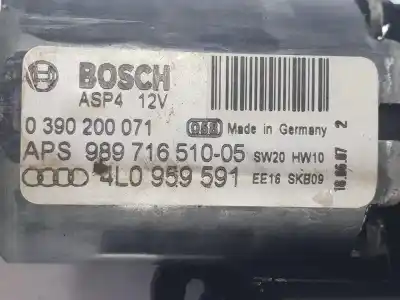 BOSCH
ASP4 12V
0 390 200 071 Made in Germany 2
APS 989 716 510-05 SW20 HW10
4L0 959 591 EE16 SKB09